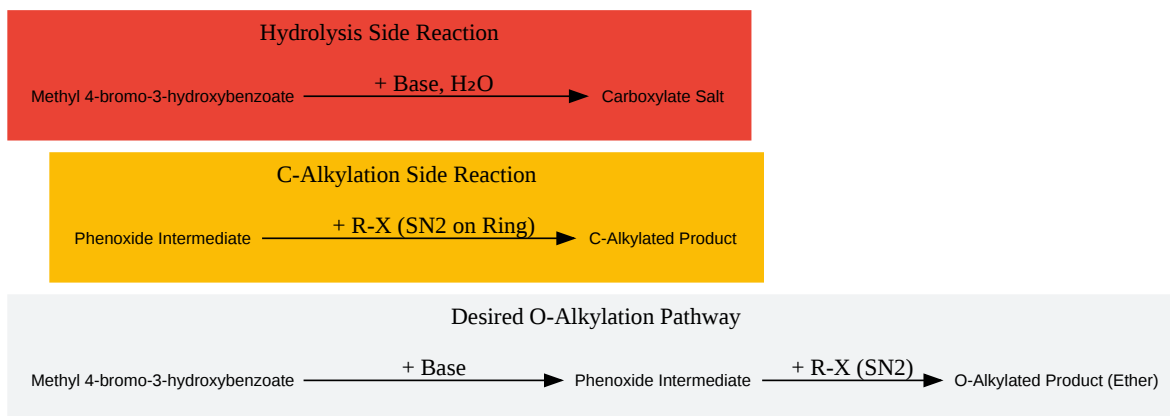 Hydrolysis Side Reaction
Methyl 4-bromo-3-hydroxybenzoate + Base, H₂O Carboxylate Salt
C-Alkylation Side Reaction
Phenoxide Intermediate + R-X (SN2 on Ring) C-Alkylated Product
Desired O-Alkylation Pathway
Methyl 4-bromo-3-hydroxybenzoate + Base Phenoxide Intermediate + R-X (SN2) O-Alkylated Product (Ether)